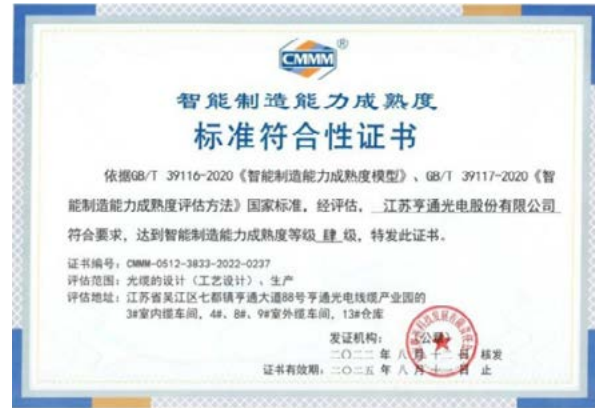 CMMM®
智能制造能力成熟度
标准符合性证书
依据GB/T 39116-2020《智能制造能力成熟度模型》、GB/T 39117-2020《智
能制造能力成熟度评估方法》国家标准，经评估， 江苏亨通光电股份有限公司
符合要求，达到智能制造能力成熟度等级 肆 级，特发此证书。
证书编号：CMMM-0512-3833-2022-0237
评估范围：光缆的设计（工艺设计）、生产
评估地址：江苏省吴江区七都镇亨通大道88号亨通光电线缆产业园的
3#室内缆车间，4#、8#、9#室外缆车间，13#仓库
发证机构： （公章）
二〇二二 年 八 月 十二 日 核发
证书有效期：二〇二五 年 八 月 十一 日 止